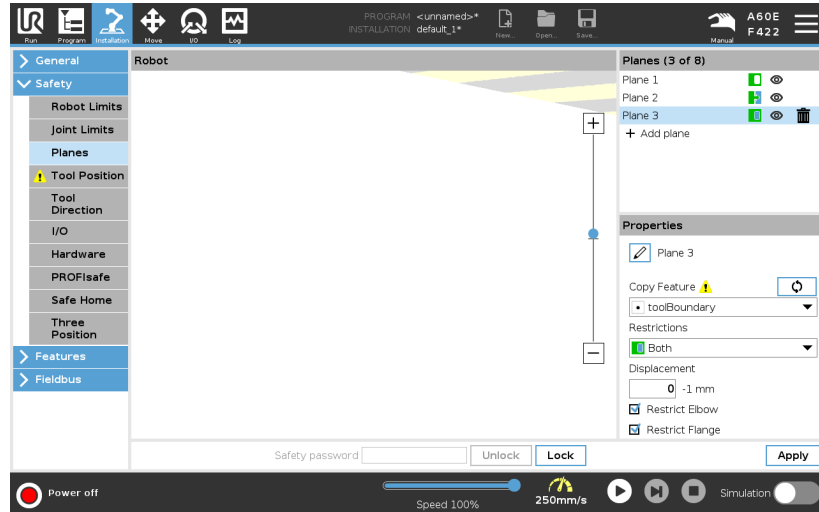 UR
PROGRAM <unnamed>*
INSTALLATION default_1*
A60E
F422
Run
Program
Installation
Move
I/O
Log
New...
Open...
Save...
Manual
General
Safety
Robot Limits
Joint Limits
Planes
Tool Position
Tool
Direction
I/O
Hardware
PROFIsafe
Safe Home
Three
Position
Features
Fieldbus
Robot
Planes (3 of 8)
Plane 1
Plane 2
Plane 3
+ Add plane
Properties
Plane 3
Copy Feature
toolBoundary
Restrictions
Both
Displacement
0 -1 mm
Restrict Elbow
Restrict Flange
Safety password
Unlock
Lock
Apply
Power off
Speed 100%
250mm/s
Simulation